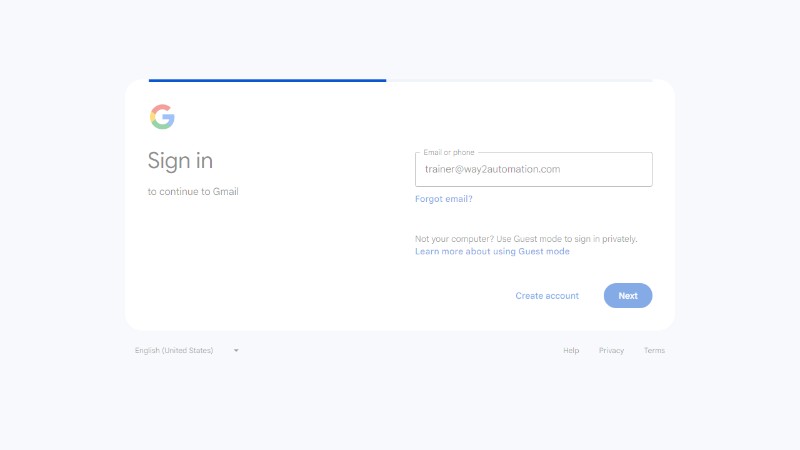 Sign in
to continue to Gmail
Email or phone
trainer@way2automation.com
Forgot email?
Not your computer? Use Guest mode to sign in privately.
Learn more about using Guest mode
Create account
Next
English (United States)
Help
Privacy
Terms